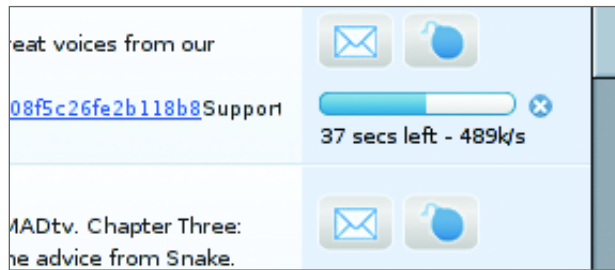 reat voices from our
08f5c26fe2b118b8Support
37 secs left - 489k/s
MADtv. Chapter Three:
ne advice from Snake.